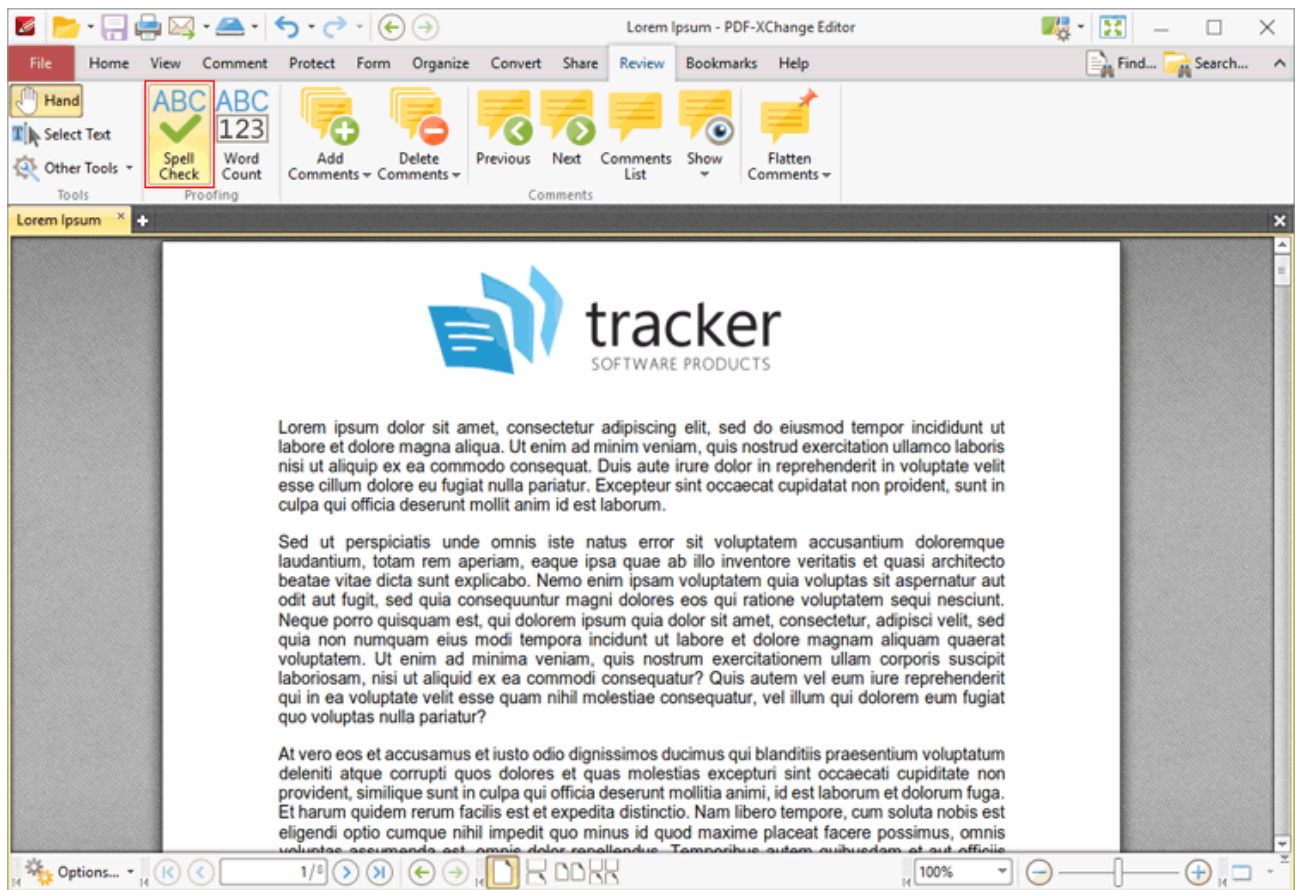 Lorem Ipsum - PDF-XChange Editor
File Home View Comment Protect Form Organize Convert Share Review Bookmarks Help Find... Search...
Hand
Select Text
Other Tools
Tools
ABC
Spell
Check
ABC
123
Word
Count
Proofing
Add
Comments
Delete
Comments
Previous
Next
Comments
List
Show
Flatten
Comments
Comments
Lorem Ipsum
tracker
SOFTWARE PRODUCTS
Lorem ipsum dolor sit amet, consectetur adipiscing elit, sed do eiusmod tempor incididunt ut
labore et dolore magna aliqua. Ut enim ad minim veniam, quis nostrud exercitation ullamco laboris
nisi ut aliquip ex ea commodo consequat. Duis aute irure dolor in reprehenderit in voluptate velit
esse cillum dolore eu fugiat nulla pariatur. Excepteur sint occaecat cupidatat non proident, sunt in
culpa qui officia deserunt mollit anim id est laborum.
Sed ut perspiciatis unde omnis iste natus error sit voluptatem accusantium doloremque
laudantium, totam rem aperiam, eaque ipsa quae ab illo inventore veritatis et quasi architecto
beatae vitae dicta sunt explicabo. Nemo enim ipsam voluptatem quia voluptas sit aspernatur aut
odit aut fugit, sed quia consequuntur magni dolores eos qui ratione voluptatem sequi nesciunt.
Neque porro quisquam est, qui dolorem ipsum quia dolor sit amet, consectetur, adipisci velit, sed
quia non numquam eius modi tempora incidunt ut labore et dolore magnam aliquam quaerat
voluptatem. Ut enim ad minima veniam, quis nostrum exercitationem ullam corporis suscipit
laboriosam, nisi ut aliquid ex ea commodi consequatur? Quis autem vel eum iure reprehenderit
qui in ea voluptate velit esse quam nihil molestiae consequatur, vel illum qui dolorem eum fugiat
quo voluptas nulla pariatur?
At vero eos et accusamus et iusto odio dignissimos ducimus qui blanditiis praesentium voluptatum
deleniti atque corrupti quos dolores et quas molestias excepturi sint occaecati cupiditate non
provident, similique sunt in culpa qui officia deserunt mollitia animi, id est laborum et dolorum fuga.
Et harum quidem rerum facilis est et expedita distinctio. Nam libero tempore, cum soluta nobis est
eligendi optio cumque nihil impedit quo minus id quod maxime placeat facere possimus, omnis
voluptas assumenda est, omnis dolor repellendus. Temporibus autem quibusdam et aut officiis
Options... 1/8 100%